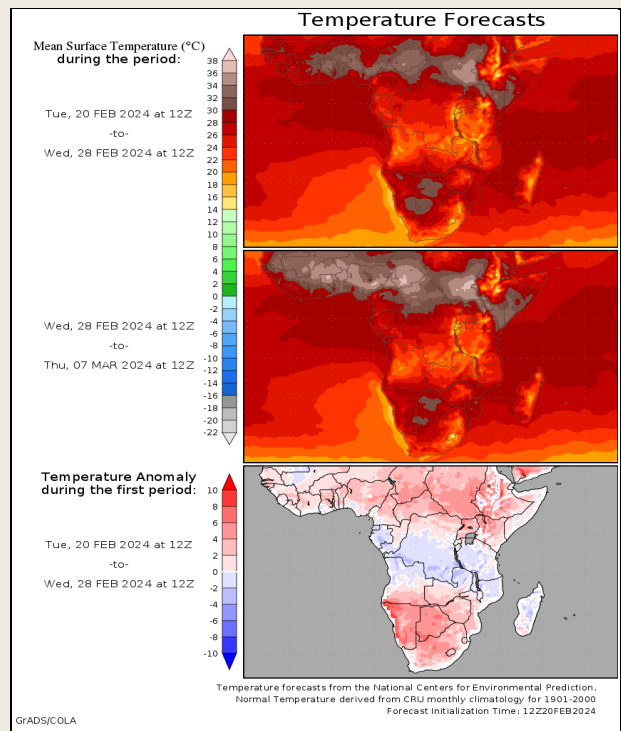 Temperature Forecasts
Mean Surface Temperature (°C)
during the period:
38
36
34
32
30
28
26
24
22
20
18
16
14
12
10
8
6
4
2
0
-2
-4
-6
-8
-10
-12
-14
-16
-18
-20
-22
Tue, 20 FEB 2024 at 12Z
-to-
Wed, 28 FEB 2024 at 12Z
Wed, 28 FEB 2024 at 12Z
-to-
Thu, 07 MAR 2024 at 12Z
Temperature Anomaly
during the first period:
10
8
6
4
2
0
-2
-4
-6
-8
-10
Tue, 20 FEB 2024 at 12Z
-to-
Wed, 28 FEB 2024 at 12Z
Temperature forecasts from the National Centers for Environmental Prediction.
Normal Temperature derived from CRU monthly climatology for 1901-2000
Forecast Initialization Time: 12Z20FEB2024
GrADS/COLA